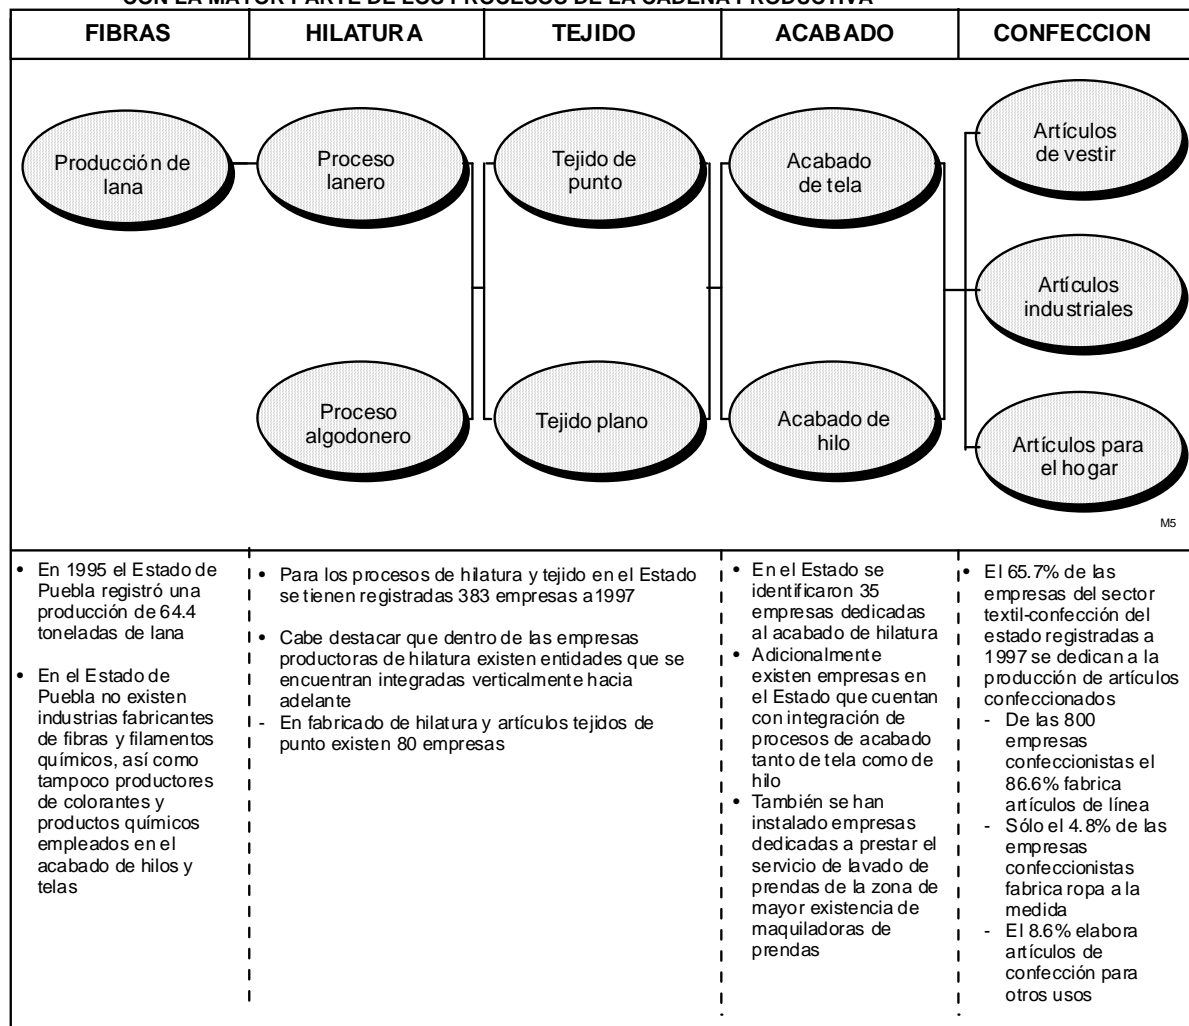 CON LA MAYOR PARTE DE LOS PROCESOS DE LA CADENA PRODUCTIVA
FIBRAS
HILATURA
TEJIDO
ACABADO
CONFECCION
Producción de
lana
Proceso
lanero
Tejido de
punto
Acabado
de tela
Artículos
de vestir
Artículos
industriales
Proceso
algodonero
Tejido plano
Acabado de
hilo
Artículos para
el hogar
M5
• En 1995 el Estado de
Puebla registró una
producción de 64.4
toneladas de lana
• En el Estado de
Puebla no existen
industrias fabricantes
de fibras y filamentos
químicos, así como
tampoco productores
de colorantes y
productos químicos
empleados en el
acabado de hilos y
telas
• Para los procesos de hilatura y tejido en el Estado
se tienen registradas 383 empresas a 1997
• Cabe destacar que dentro de las empresas
productoras de hilatura existen entidades que se
encuentran integradas verticalmente hacia
adelante
- En fabricado de hilatura y artículos tejidos de
punto existen 80 empresas
• En el Estado se
identificaron 35
empresas dedicadas
al acabado de hilatura
• Adicionalmente
existen empresas en
el Estado que cuentan
con integración de
procesos de acabado
tanto de tela como de
hilo
• También se han
instalado empresas
dedicadas a prestar el
servicio de lavado de
prendas de la zona de
mayor existencia de
maquiladoras de
prendas
• El 65.7% de las
empresas del sector
textil-confección del
estado registradas a
1997 se dedican a la
producción de artículos
confeccionados
- De las 800
empresas
confeccionistas el
86.6% fabrica
artículos de línea
- Sólo el 4.8% de las
empresas
confeccionistas
fabrica ropa a la
medida
- El 8.6% elabora
artículos de
confección para
otros usos